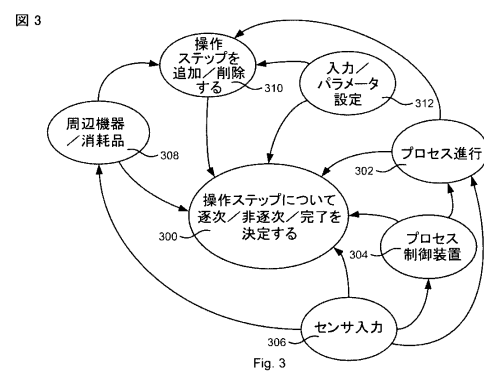 図 3
操作
ステップを
追加／削除
する
310
入力／
パラメータ
設定
312
周辺機器
／消耗品
308
プロセス進行
302
操作ステップについて
逐次／非逐次／完了を
決定する
300
プロセス
制御装置
304
センサ入力
306
Fig. 3